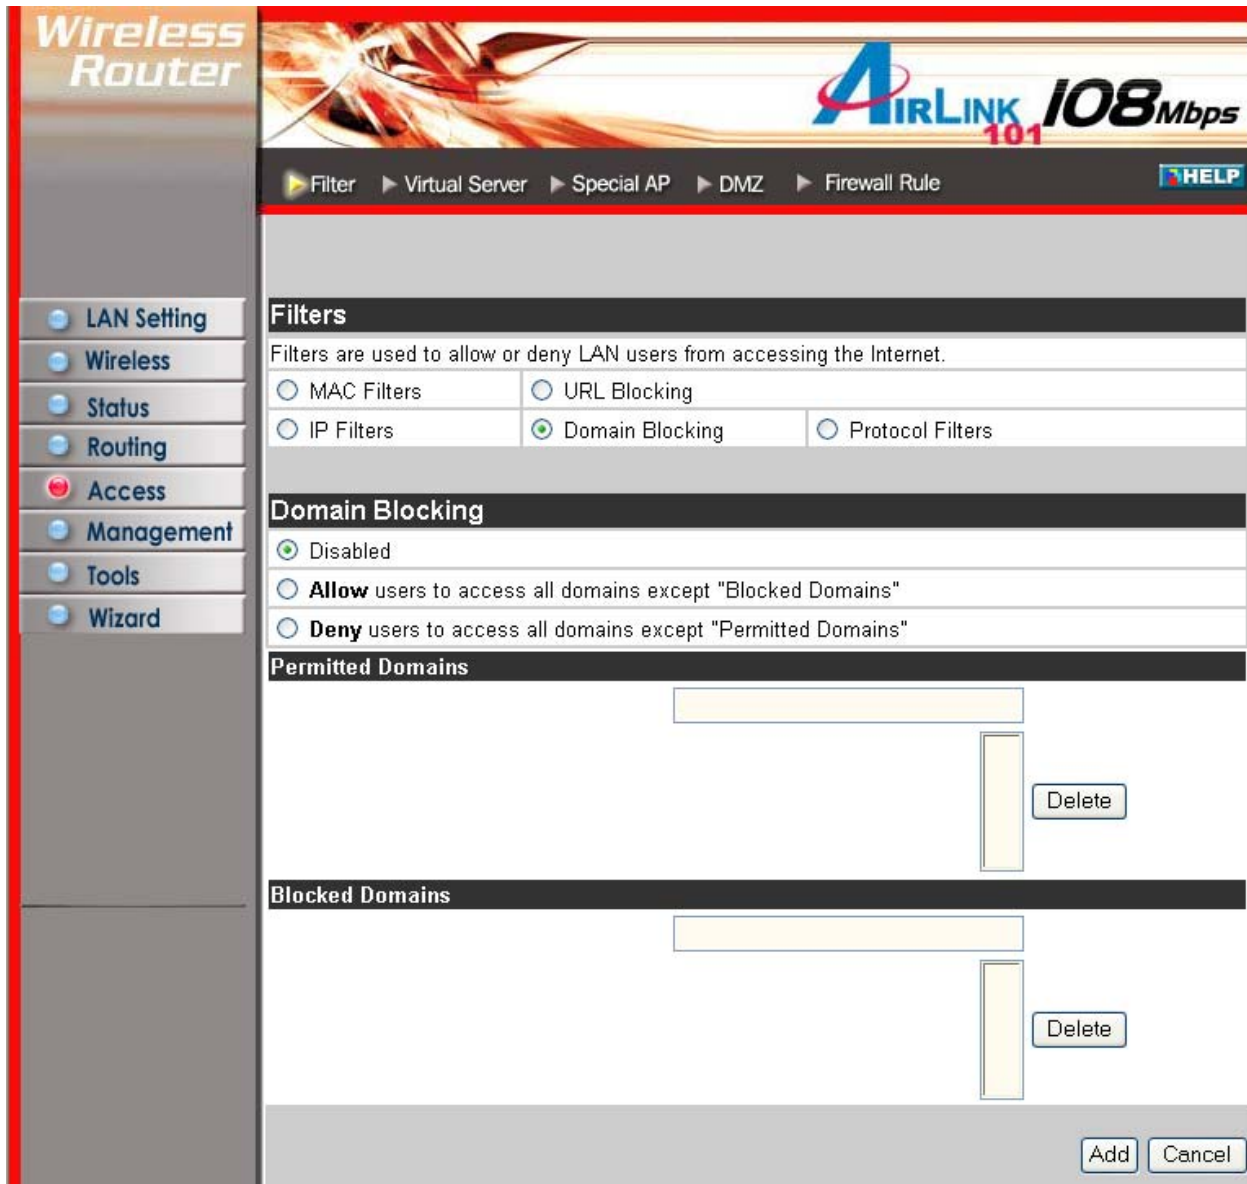 Wireless
Router
AIRLINK 101 108Mbps
Filter Virtual Server Special AP DMZ Firewall Rule HELP
LAN Setting
Wireless
Status
Routing
Access
Management
Tools
Wizard
Filters
Filters are used to allow or deny LAN users from accessing the Internet.
MAC Filters URL Blocking
IP Filters Domain Blocking Protocol Filters
Domain Blocking
Disabled
Allow users to access all domains except "Blocked Domains"
Deny users to access all domains except "Permitted Domains"
Permitted Domains
Delete
Blocked Domains
Delete
Add Cancel